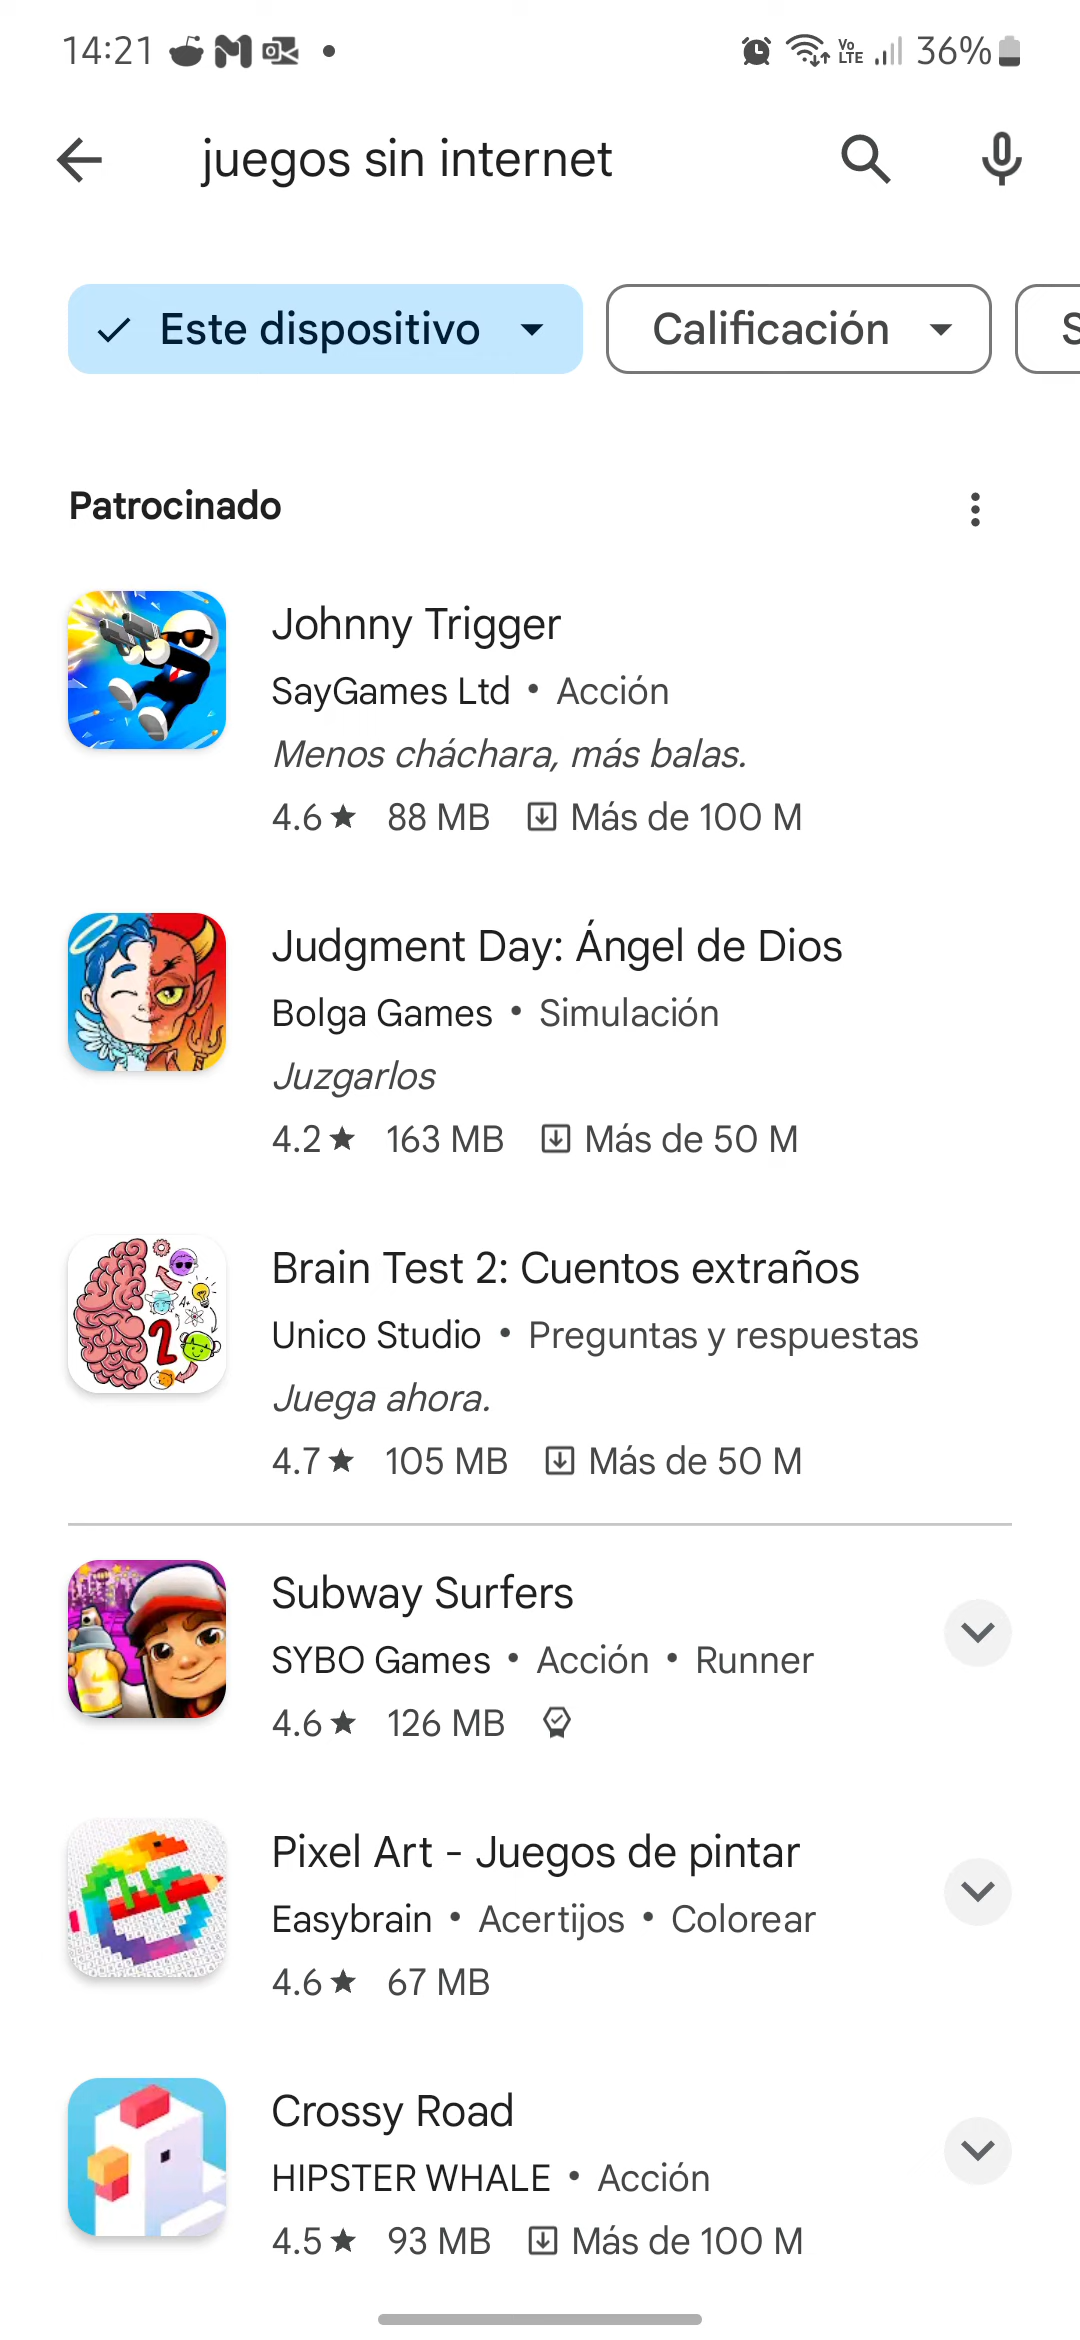 14:21
Vo LTE 36%
juegos sin internet
Este dispositivo Calificación S
Patrocinado
Johnny Trigger
SayGames Ltd • Acción
Menos cháchara, más balas.
4.6★ 88 MB Más de 100 M
Judgment Day: Ángel de Dios
Bolga Games • Simulación
Juzgarlos
4.2★ 163 MB Más de 50 M
Brain Test 2: Cuentos extraños
Unico Studio • Preguntas y respuestas
Juega ahora.
4.7★ 105 MB Más de 50 M
Subway Surfers
SYBO Games • Acción • Runner
4.6★ 126 MB
Pixel Art - Juegos de pintar
Easybrain • Acertijos • Colorear
4.6★ 67 MB
Crossy Road
HIPSTER WHALE • Acción
4.5★ 93 MB Más de 100 M